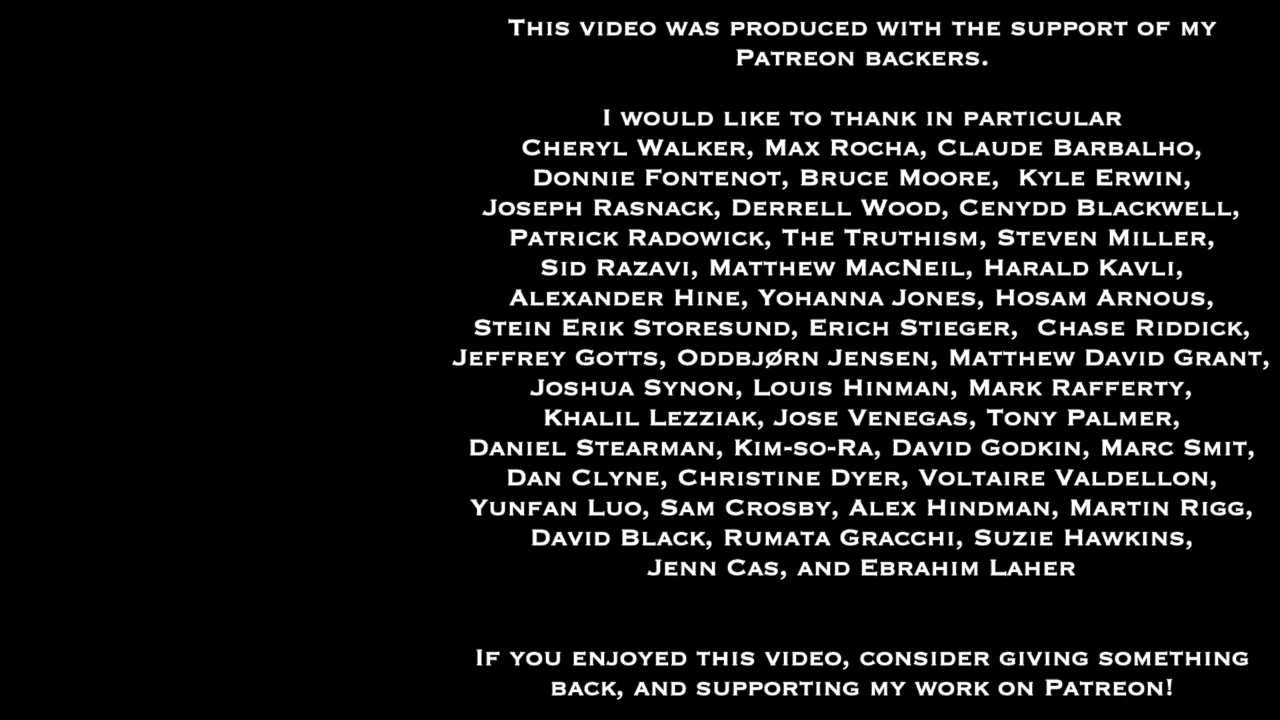 This video was produced with the support of my
Patreon backers.
I would like to thank in particular
Cheryl Walker, Max Rocha, Claude Barbalho,
Donnie Fontenot, Bruce Moore,  Kyle Erwin,
Joseph Rasnack, Derrell Wood, Cenydd Blackwell,
Patrick Radowick, The Truthism, Steven Miller,
Sid Razavi, Matthew MacNeil, Harald Kavli,
Alexander Hine, Yohanna Jones, Hosam Arnous,
Stein Erik Storesund, Erich Stieger,  Chase Riddick,
Jeffrey Gotts, Oddbjørn Jensen, Matthew David Grant,
Joshua Synon, Louis Hinman, Mark Rafferty,
Khalil Lezziak, Jose Venegas, Tony Palmer,
Daniel Stearman, Kim-so-Ra, David Godkin, Marc Smit,
Dan Clyne, Christine Dyer, Voltaire Valdellon,
Yunfan Luo, Sam Crosby, Alex Hindman, Martin Rigg,
David Black, Rumata Gracchi, Suzie Hawkins,
Jenn Cas, and Ebrahim Laher
If you enjoyed this video, consider giving something
back, and supporting my work on Patreon!